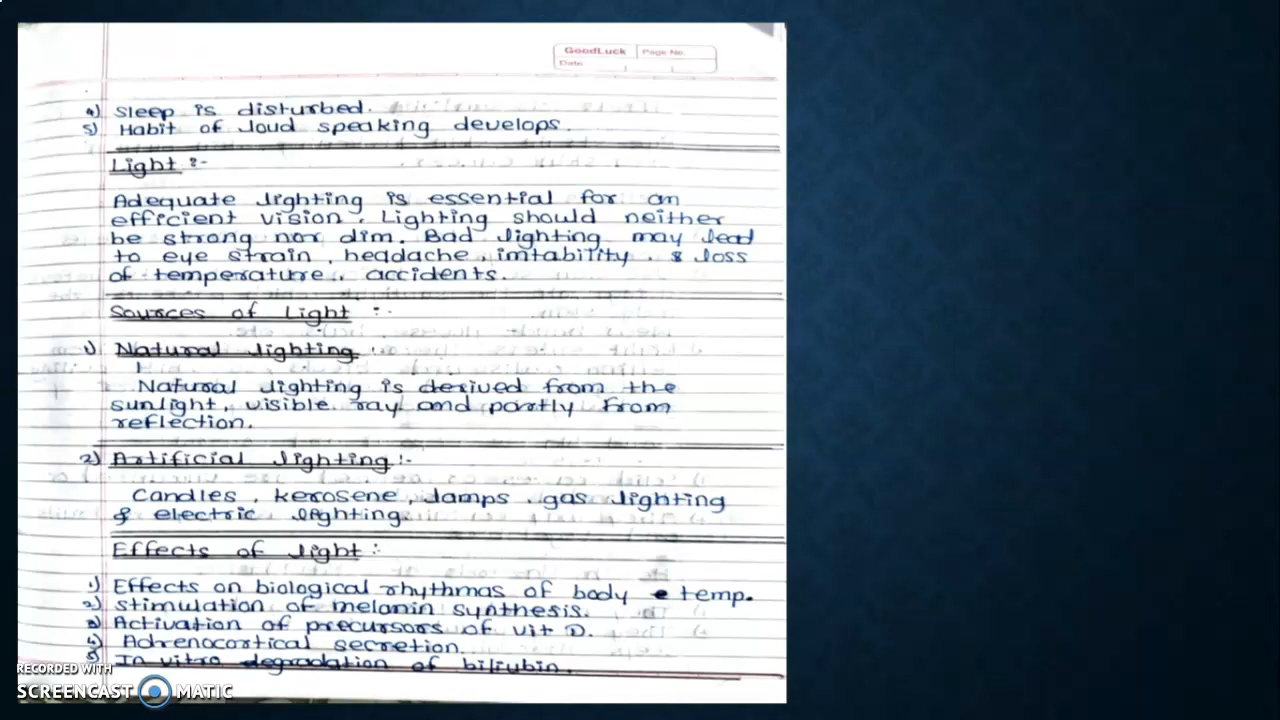 GoodLuck Page No.
Date
4) Sleep is disturbed.
5) Habit of loud speaking develops.
Light :-
Adequate lighting is essential for an
efficient vision. Lighting should neither
be strong nor dim. Bad lighting may lead
to eye strain, headache, imtability, & loss
of temperature, accidents.
Sources of Light :-
1) Natural lighting :
Natural lighting is derived from the
sunlight, visible ray and partly from
reflection.
2) Artificial lighting :-
Candles, kerosene lamps, gas lighting
& electric lighting.
Effects of light :
1) Effects on biological rhythmas of body temp.
2) stimulation of melanin synthesis.
3) Activation of precursors of vit D.
4) Adrenocortical secretion.
5) In vitro degradation of biliubin.
RECORDED WITH
SCREENCAST MATIC